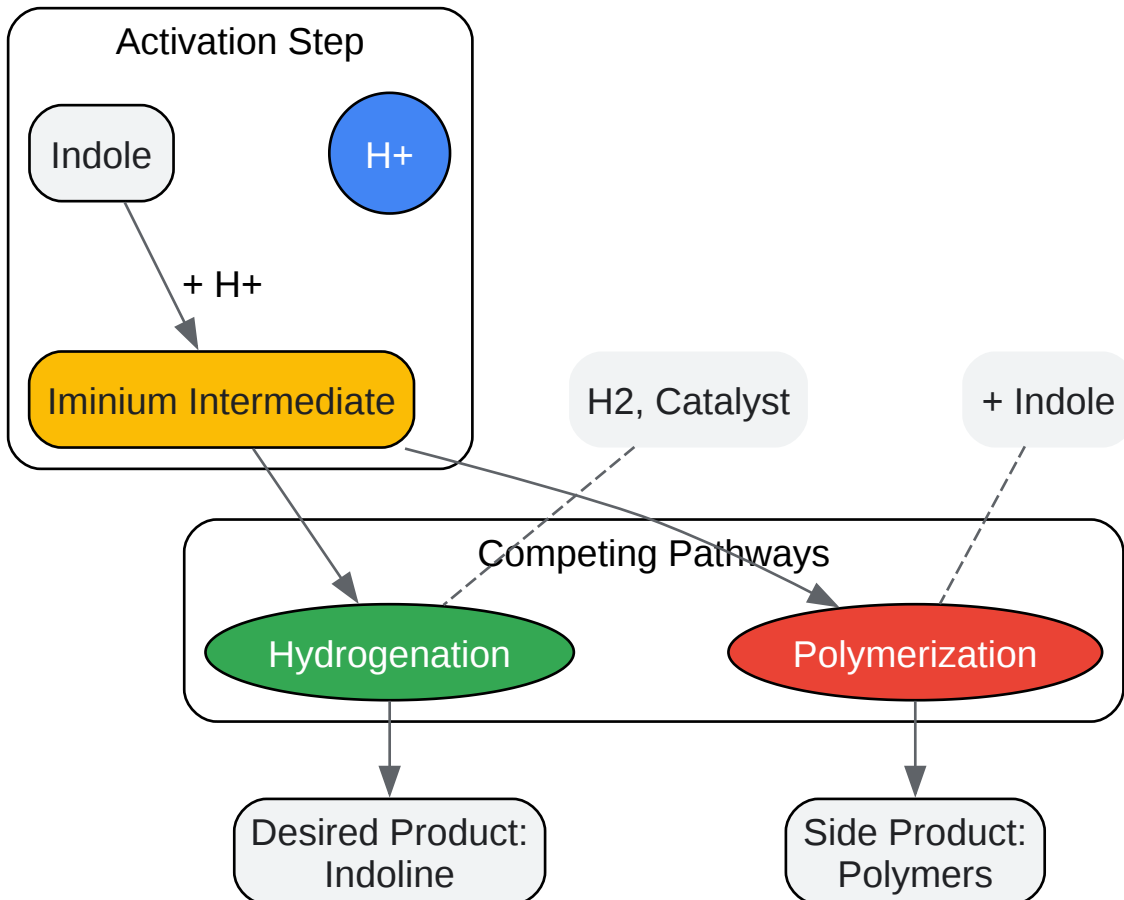 Activation Step
Indole
H+
+ H+
Iminium Intermediate
H2, Catalyst
+ Indole
Competing Pathways
Hydrogenation
Polymerization
Desired Product:
Indoline
Side Product:
Polymers